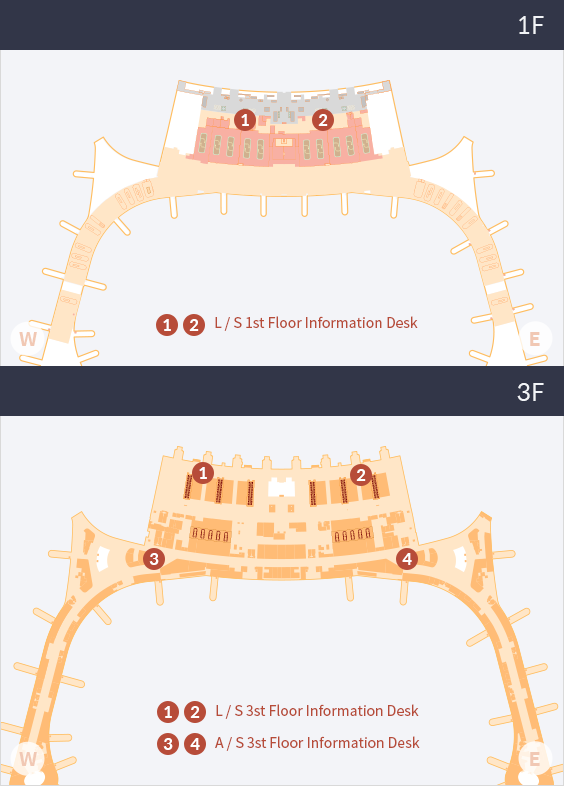 1F
1 2
W E
1 2 L / S 1st Floor Information Desk
3F
1 2
3 4
1 2 L / S 3st Floor Information Desk
3 4 A / S 3st Floor Information Desk
W E